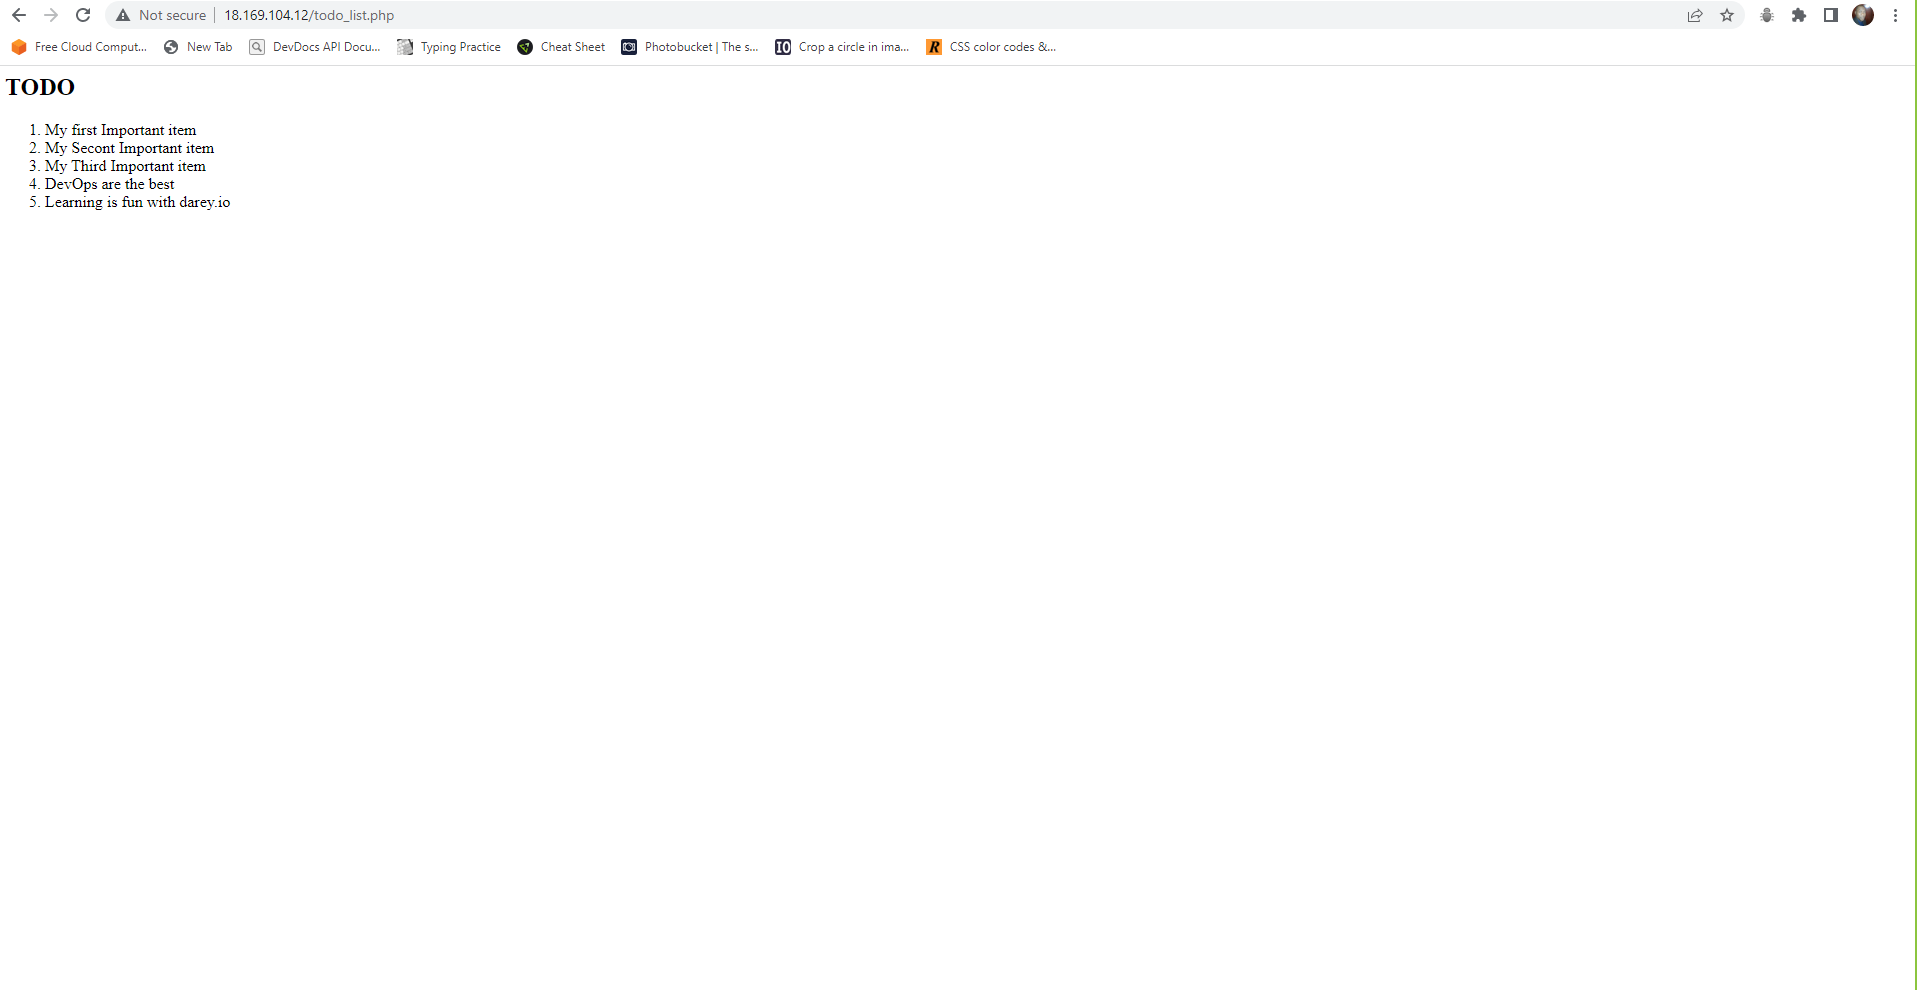 Not secure | 18.169.104.12/todo_list.php
Free Cloud Comput... New Tab DevDocs API Docu... Typing Practice Cheat Sheet Photobucket | The s... IO Crop a circle in ima... R CSS color codes &...
TODO
1. My first Important item
2. My Secont Important item
3. My Third Important item
4. DevOps are the best
5. Learning is fun with darey.io